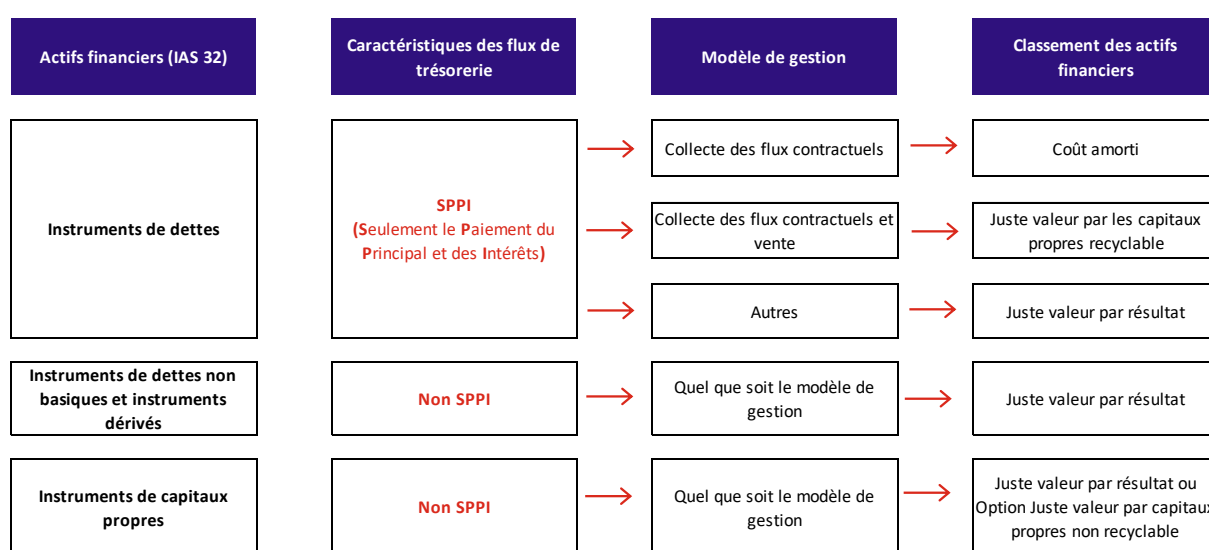 Actifs financiers (IAS 32)
Caractéristiques des flux de
trésorerie
Modèle de gestion
Classement des actifs
financiers
Instruments de dettes
SPPI
(Seulement le Paiement du
Principal et des Intérêts)
Collecte des flux contractuels
Coût amorti
Collecte des flux contractuels et
vente
Juste valeur par les capitaux
propres recyclable
Autres
Juste valeur par résultat
Instruments de dettes non
basiques et instruments
dérivés
Non SPPI
Quel que soit le modèle de
gestion
Juste valeur par résultat
Instruments de capitaux
propres
Non SPPI
Quel que soit le modèle de
gestion
Juste valeur par résultat ou
Option Juste valeur par capitaux
propres non recyclable